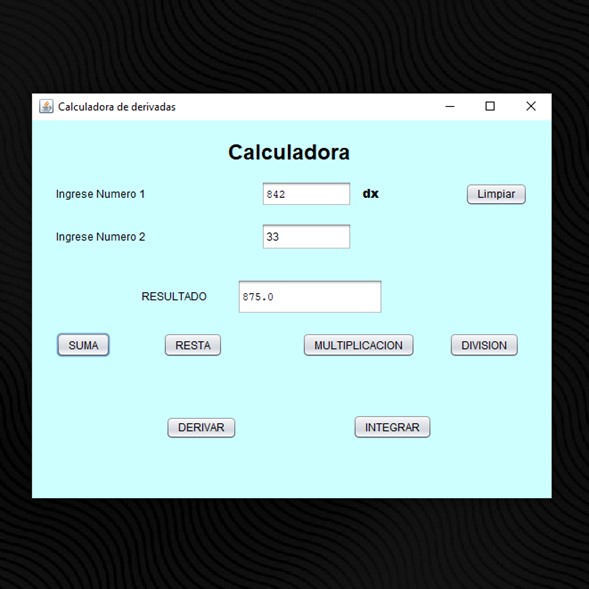 Calculadora de derivadas
Calculadora
Ingrese Numero 1 842 dx Limpiar
Ingrese Numero 2 33
RESULTADO 875.0
SUMA RESTA MULTIPLICACION DIVISION
DERIVAR INTEGRAR